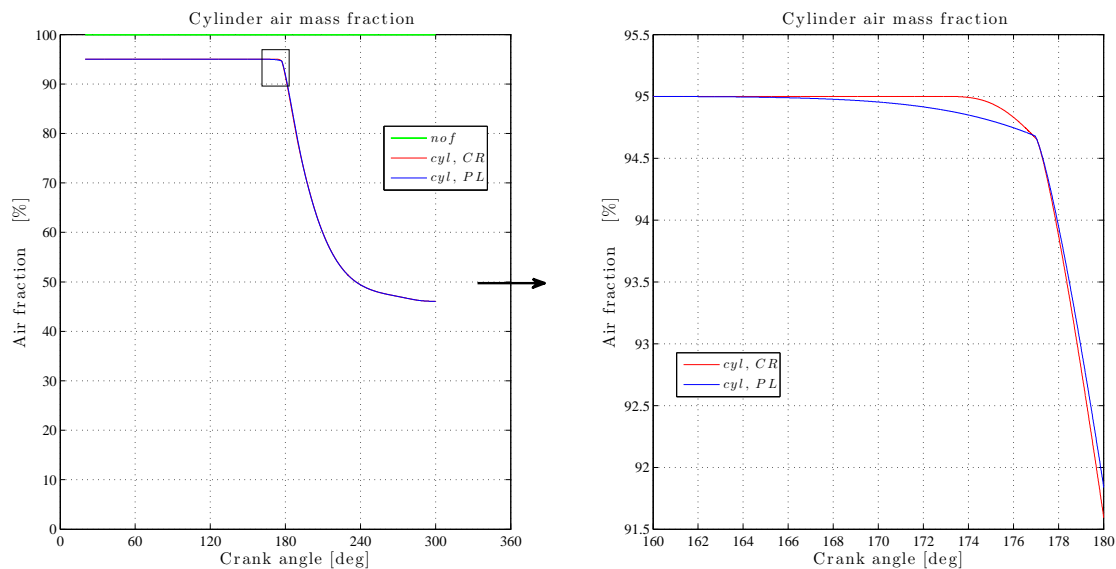 Cylinder air mass fraction
100
90
80
70
60
50
40
30
20
10
0
Air fraction [%]
nof
cyl, CR
cyl, PL
0 60 120 180 240 300 360
Crank angle [deg]
Cylinder air mass fraction
95.5
95
94.5
94
93.5
93
92.5
92
91.5
Air fraction [%]
cyl, CR
cyl, PL
160 162 164 166 168 170 172 174 176 178 180
Crank angle [deg]